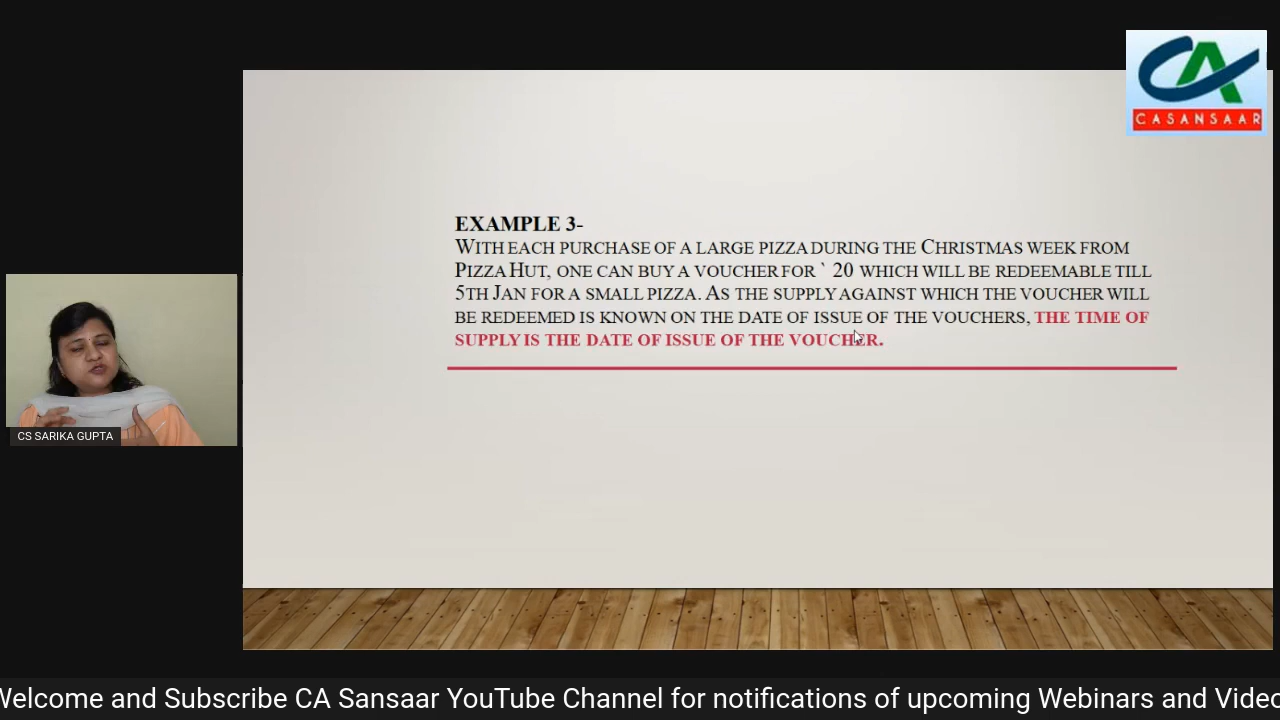 CASANSAAR
EXAMPLE 3-
WITH EACH PURCHASE OF A LARGE PIZZA DURING THE CHRISTMAS WEEK FROM
PIZZA HUT, ONE CAN BUY A VOUCHER FOR ` 20 WHICH WILL BE REDEEMABLE TILL
5TH JAN FOR A SMALL PIZZA. AS THE SUPPLY AGAINST WHICH THE VOUCHER WILL
BE REDEEMED IS KNOWN ON THE DATE OF ISSUE OF THE VOUCHERS, THE TIME OF
SUPPLY IS THE DATE OF ISSUE OF THE VOUCHER.
CS SARIKA GUPTA
Welcome and Subscribe CA Sansaar YouTube Channel for notifications of upcoming Webinars and Video